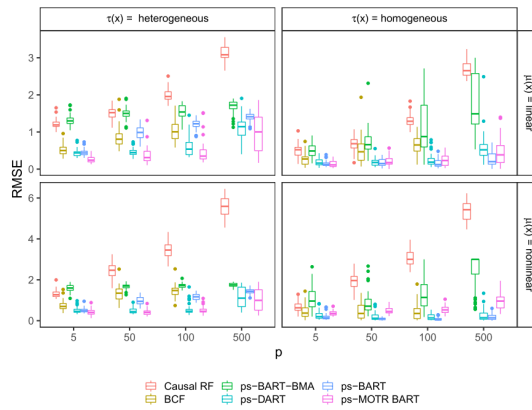 τ(x) = heterogeneous
τ(x) = homogeneous
RMSE
3
2
1
0
μ(x) = linear
6
4
2
0
μ(x) = nonlinear
5
50
100
500
5
50
100
500
p
Causal RF
ps−BART−BMA
ps−BART
BCF
ps−DART
ps−MOTR BART